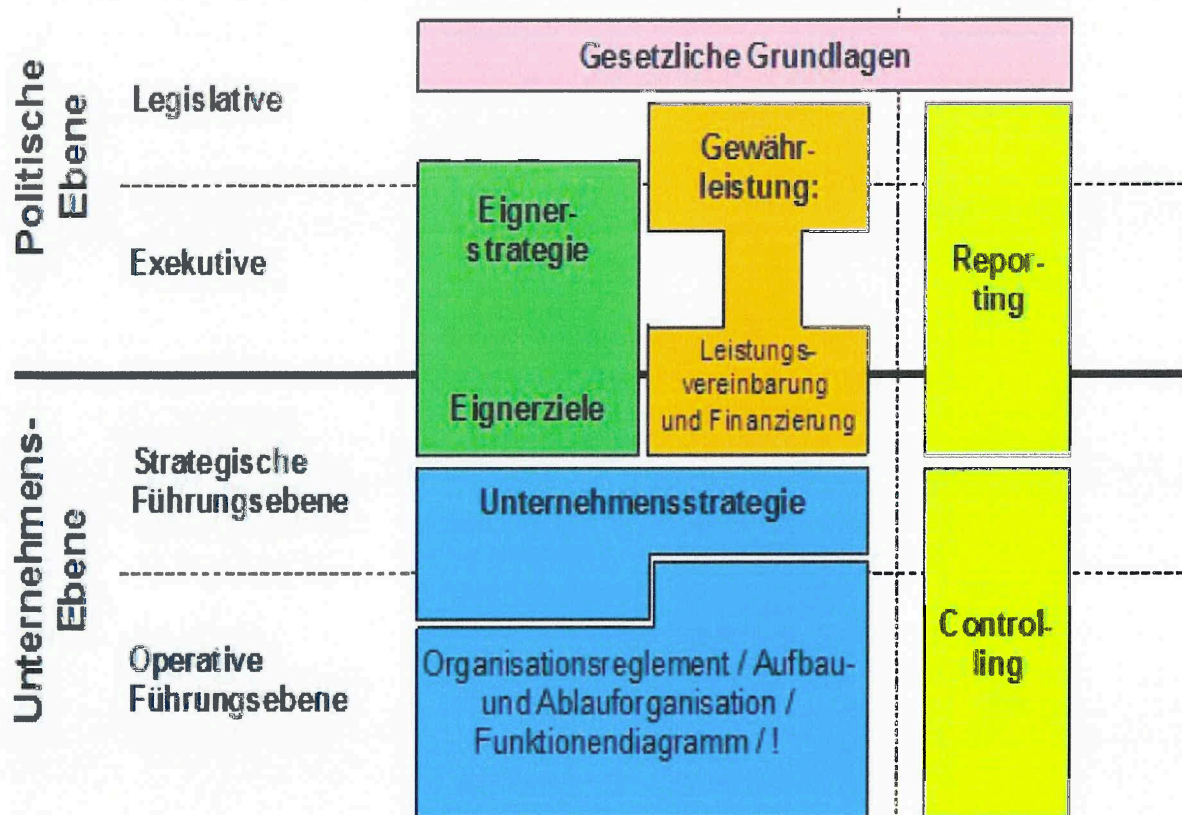 Politische
Ebene
Legislative
Exekutive
Gesetzliche Grundlagen
Eigner-
strategie
Eignerziele
Gewähr-
leistung:
Leistungs-
vereinbarung
und Finanzierung
Repor-
ting
Unternehmens-
Ebene
Strategische
Führungsebene
Operative
Führungsebene
Unternehmensstrategie
Organisationsreglement / Aufbau-
und Ablauforganisation /
Funktionendiagramm / !
Control-
ling